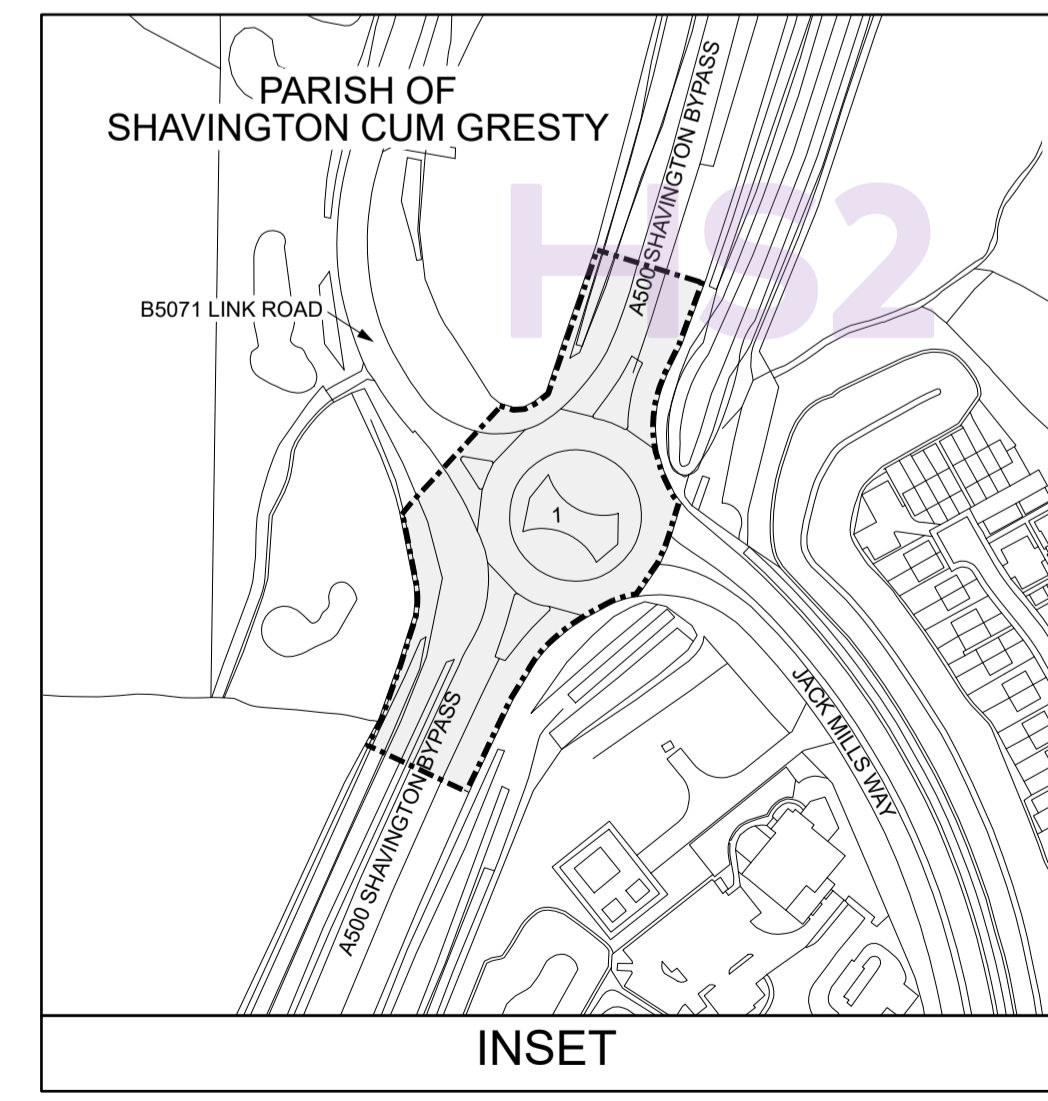 PARISH OF
SHAVINGTON CUM GRESTY
A500 SHAVINGTON BYPASS
HS2
B5071 LINK ROAD
1
JACK MILLS WAY
A500 SHAVINGTON BYPASS
INSET